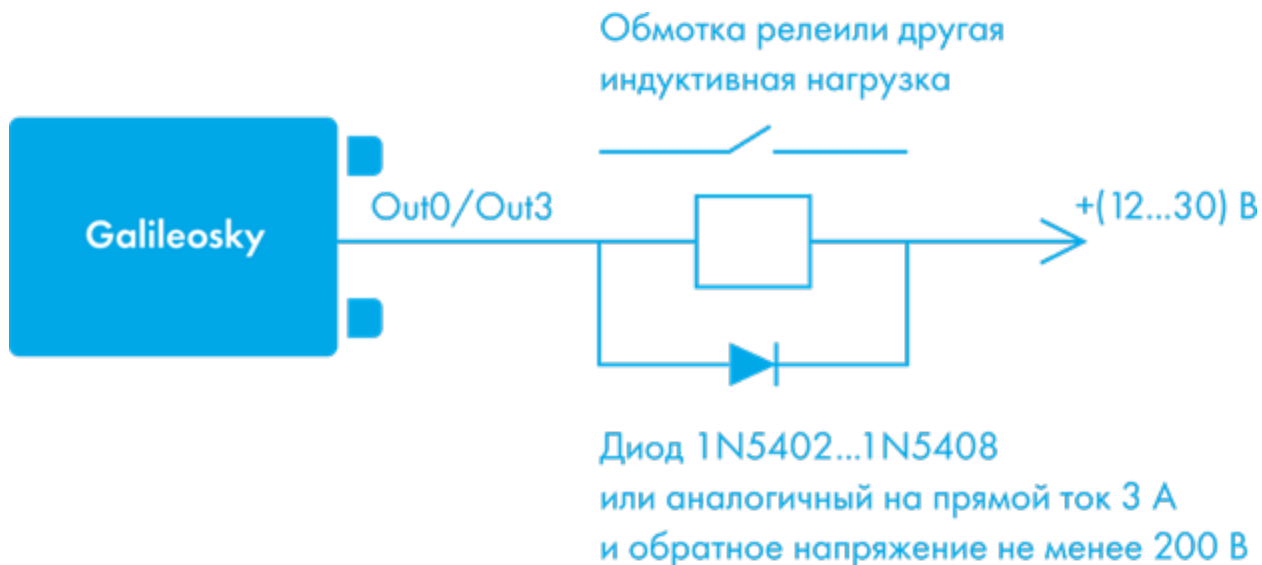 Обмотка релеили другая
индуктивная нагрузка
Galileosky
Out0/Out3
+(12...30) В
Диод 1N5402...1N5408
или аналогичный на прямой ток 3 А
и обратное напряжение не менее 200 В